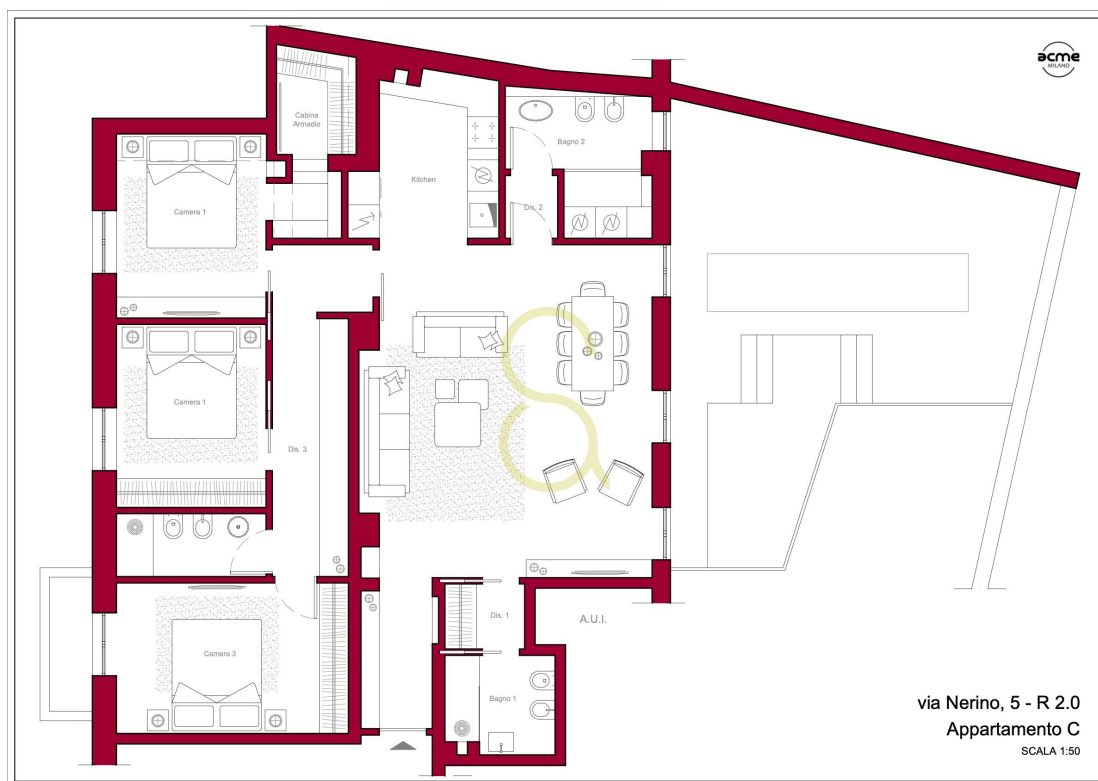 acme
MILANO
Cabina
Armadio
Bagno 2
Kitchen
Camera 1
Dis. 2
Camera 1
Dis. 3
Dis. 1
A.U.I.
Camera 3
Bagno 1
via Nerino, 5 - R 2.0
Appartamento C
SCALA 1:50